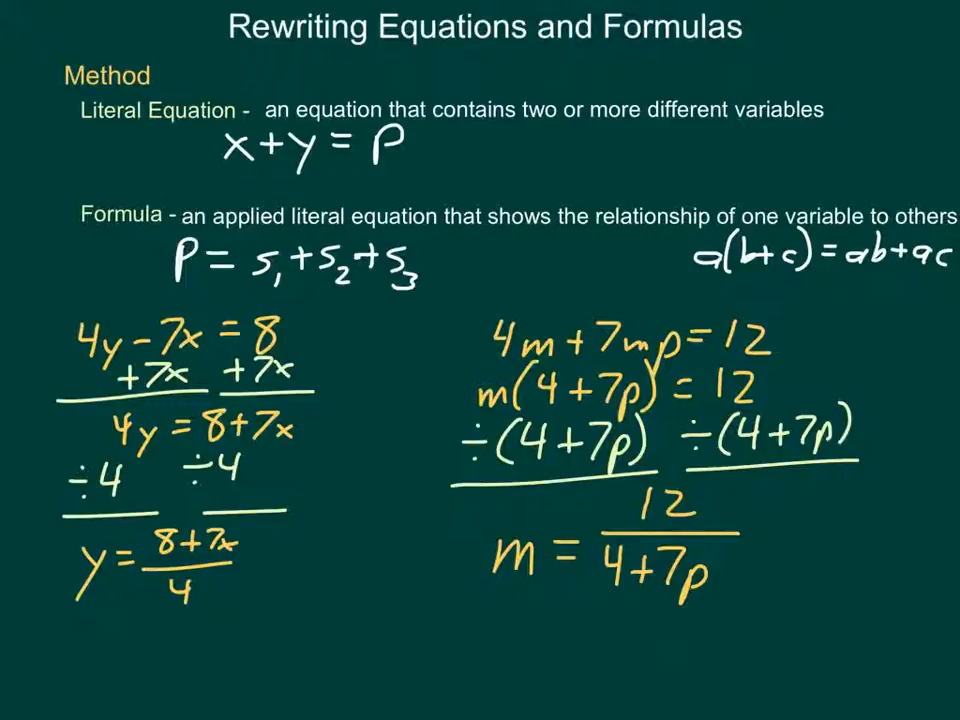 Rewriting Equations and Formulas
Method
Literal Equation - an equation that contains two or more different variables
x+y = P
Formula - an applied literal equation that shows the relationship of one variable to others
P = s₁ + s₂ + s₃
a(b+c) = ab+ac
4y - 7x = 8
+7x +7x
4y = 8+7x
÷4 ÷4
y = (8+7x)/4
4m + 7mp = 12
m(4 + 7p) = 12
÷(4+7p) ÷(4+7p)
m = 12/(4+7p)